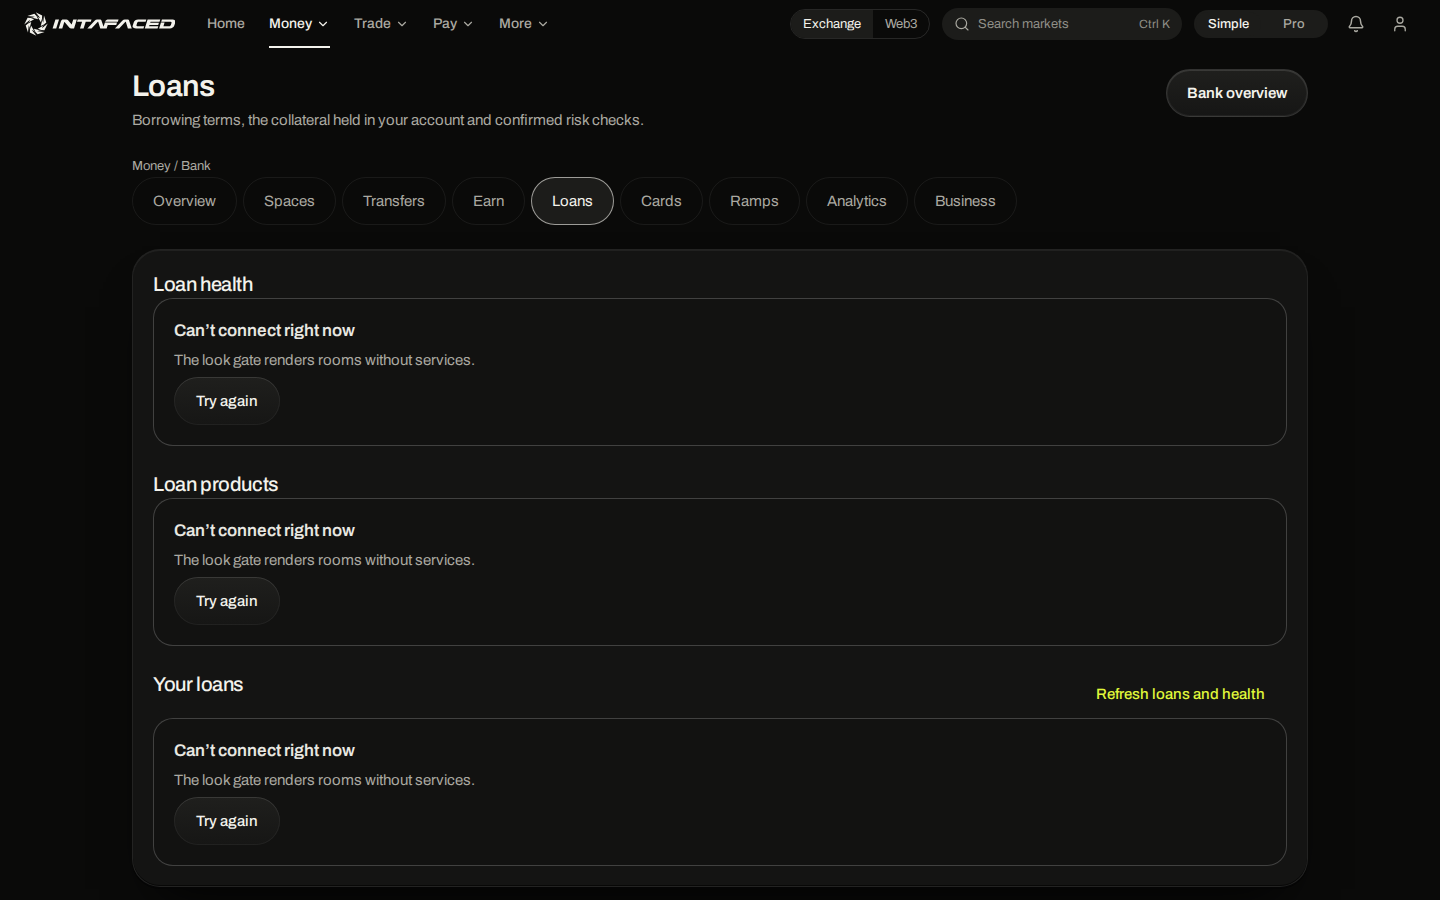 INTAFACED Home Money Trade Pay More Exchange Web3 Search markets Ctrl K Simple Pro
Loans
Bank overview
Borrowing terms, the collateral held in your account and confirmed risk checks.
Money / Bank
Overview Spaces Transfers Earn Loans Cards Ramps Analytics Business
Loan health
Can’t connect right now
The look gate renders rooms without services.
Try again
Loan products
Can’t connect right now
The look gate renders rooms without services.
Try again
Your loans
Refresh loans and health
Can’t connect right now
The look gate renders rooms without services.
Try again